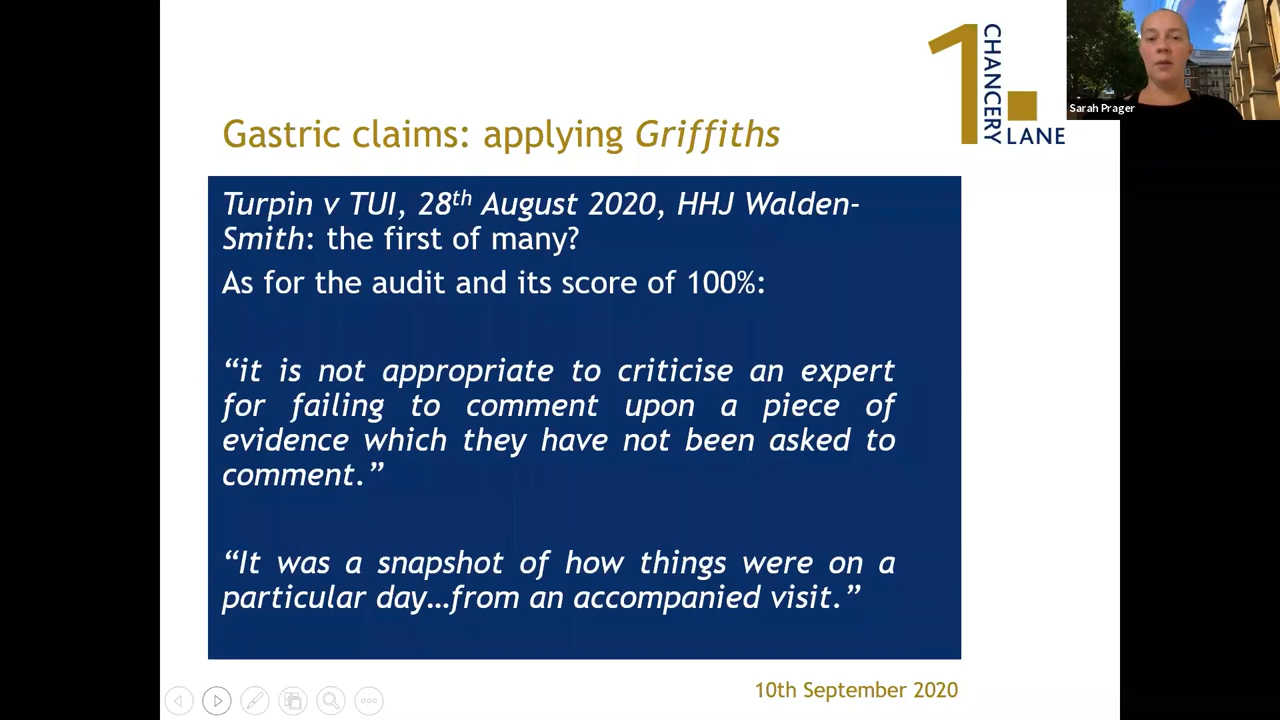 1 CHANCERY LANE
Sarah Prager
Gastric claims: applying Griffiths
Turpin v TUI, 28th August 2020, HHJ Walden-
Smith: the first of many?
As for the audit and its score of 100%:
“it is not appropriate to criticise an expert
for failing to comment upon a piece of
evidence which they have not been asked to
comment.”
“It was a snapshot of how things were on a
particular day…from an accompanied visit.”
10th September 2020